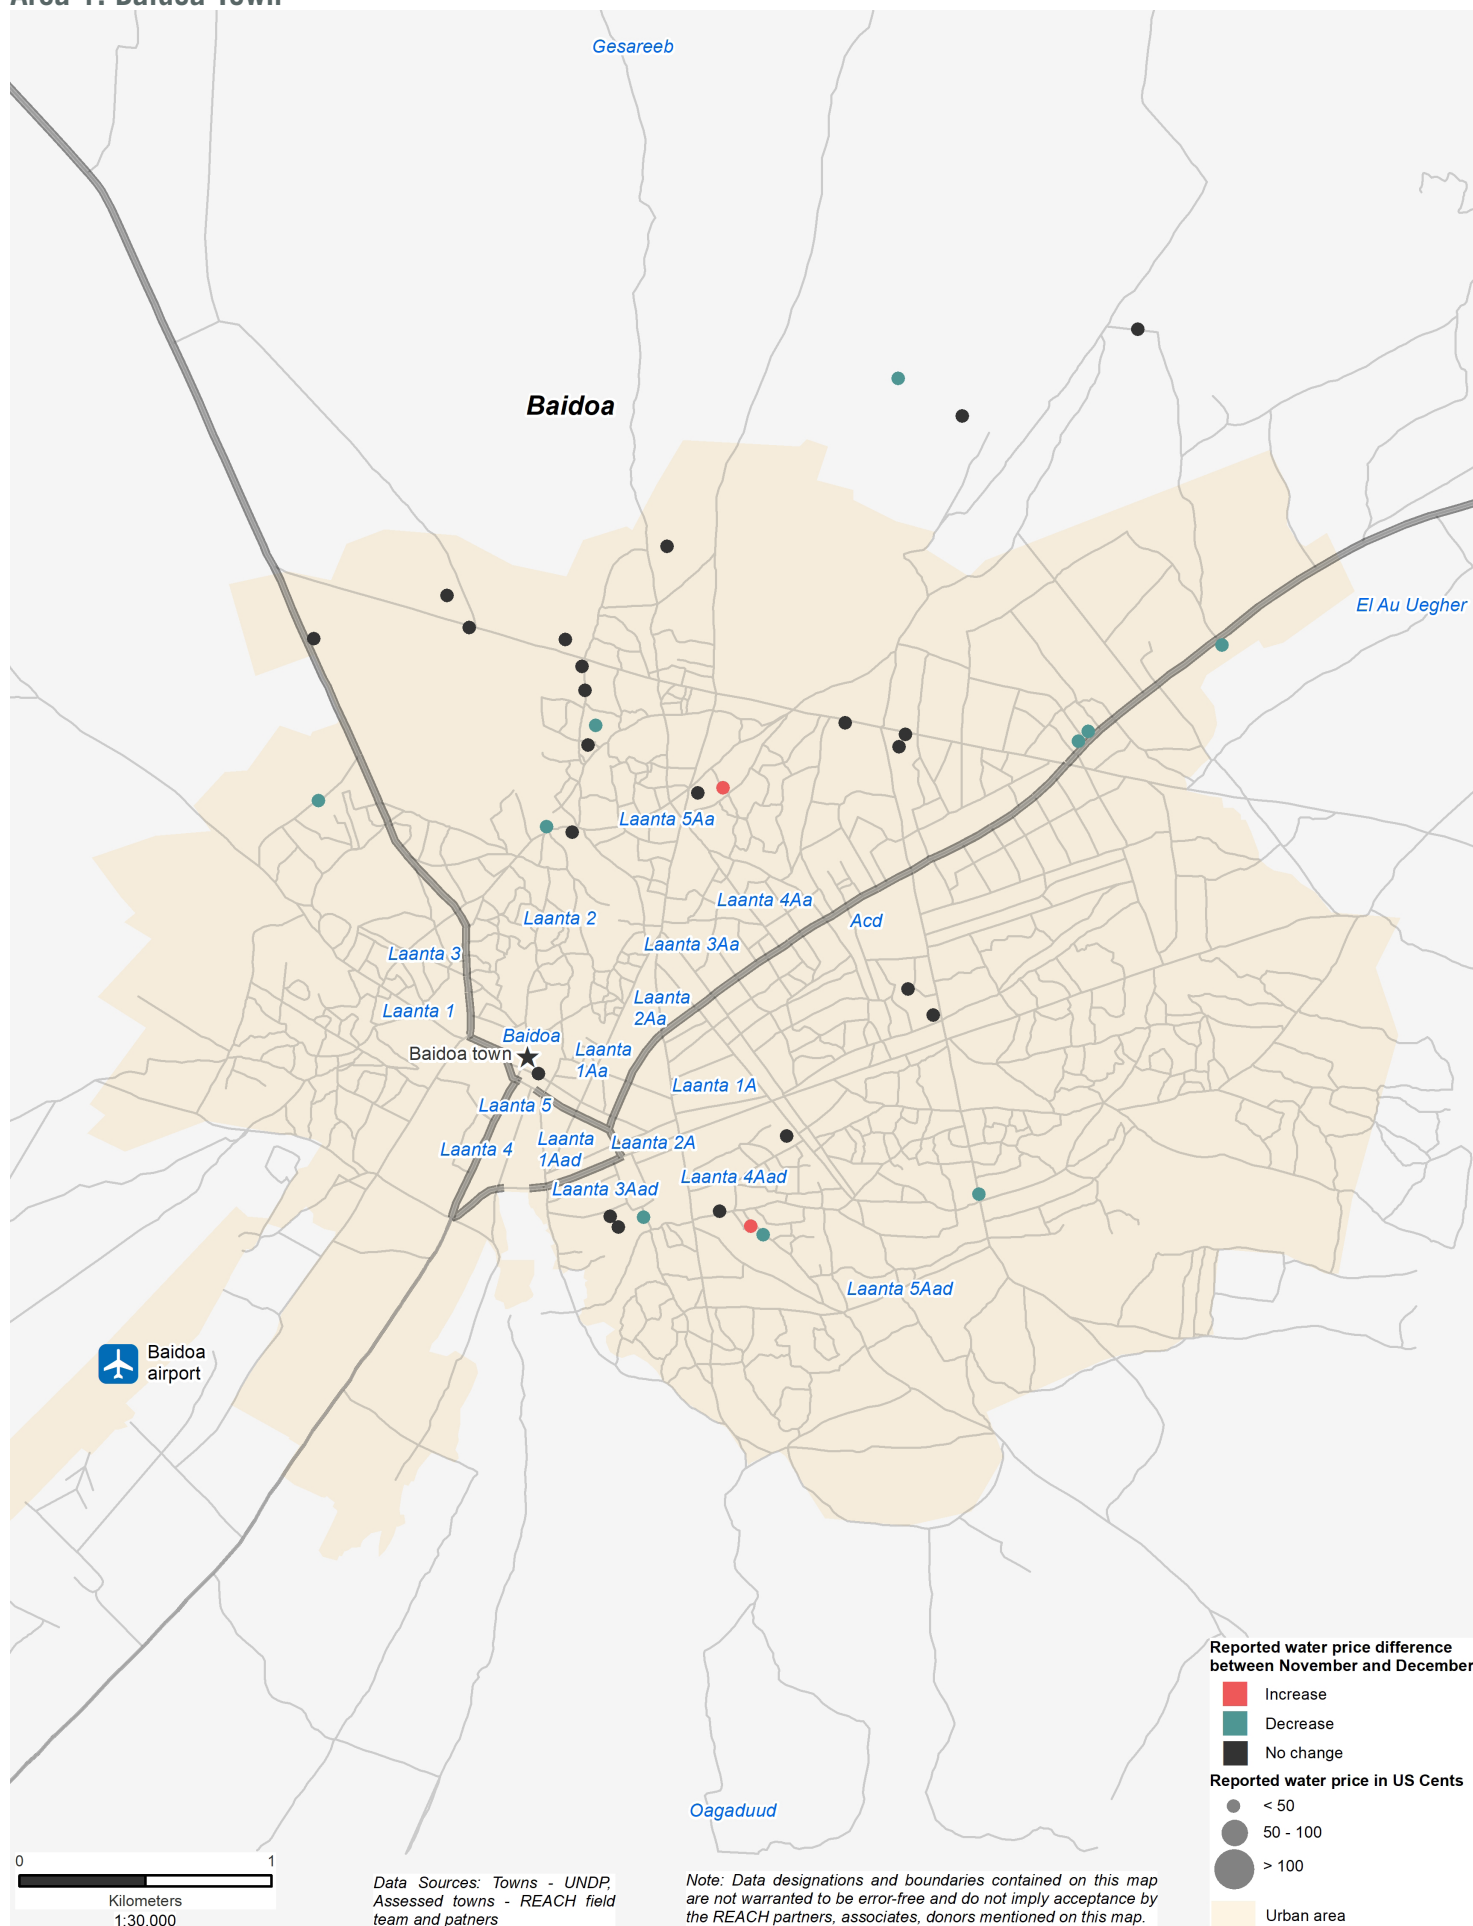 Area 1: Baidoa Town
Gesareeb
Baidoa
El Au Uegher
Laanta 5Aa
Laanta 4Aa
Laanta 2
Acd
Laanta 3Aa
Laanta 3
Laanta
2Aa
Laanta 1
Baidoa
Baidoa town
Laanta
1Aa
Laanta 1A
Laanta 5
Laanta 4
Laanta
1Aad
Laanta 2A
Laanta 4Aad
Laanta 3Aad
Laanta 5Aad
Baidoa
airport
Oagaduud
Reported water price difference
between November and December
Increase
Decrease
No change
Reported water price in US Cents
< 50
50 - 100
> 100
Urban area
0 1
Kilometers
1:30,000
Data Sources: Towns - UNDP,
Assessed towns - REACH field
team and patners
Note: Data designations and boundaries contained on this map
are not warranted to be error-free and do not imply acceptance by
the REACH partners, associates, donors mentioned on this map.